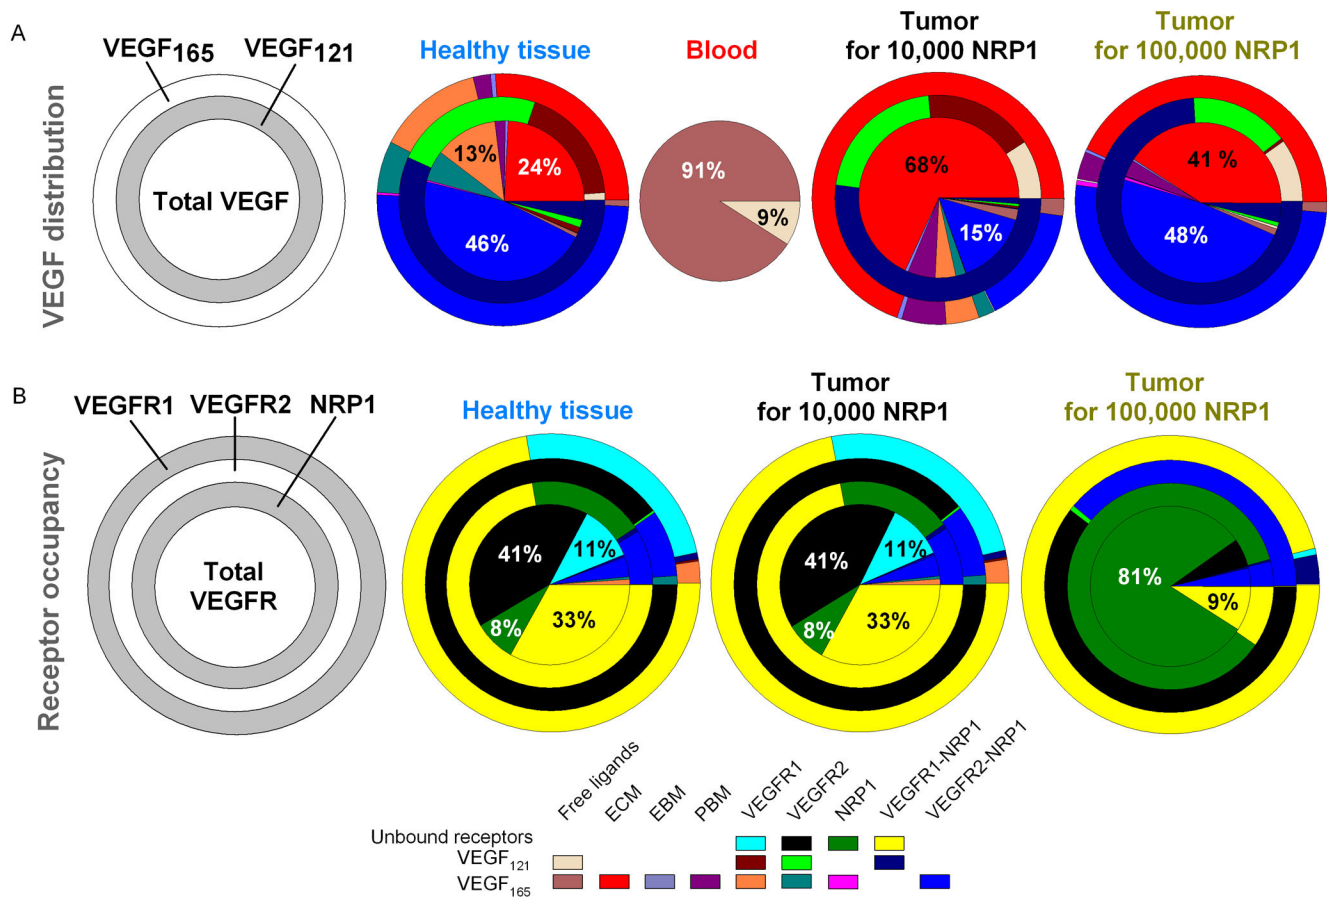 A
VEGF distribution
VEGF165
VEGF121
Total VEGF
Healthy tissue
13%
24%
46%
Blood
91%
9%
Tumor
for 10,000 NRP1
68%
15%
Tumor
for 100,000 NRP1
41 %
48%
B
Receptor occupancy
VEGFR1
VEGFR2
NRP1
Total
VEGFR
Healthy tissue
41%
11%
8%
33%
Tumor
for 10,000 NRP1
41%
11%
8%
33%
Tumor
for 100,000 NRP1
81%
9%
Free ligands
ECM
EBM
PBM
VEGFR1
VEGFR2
NRP1
VEGFR1-NRP1
VEGFR2-NRP1
Unbound receptors
VEGF121
VEGF165